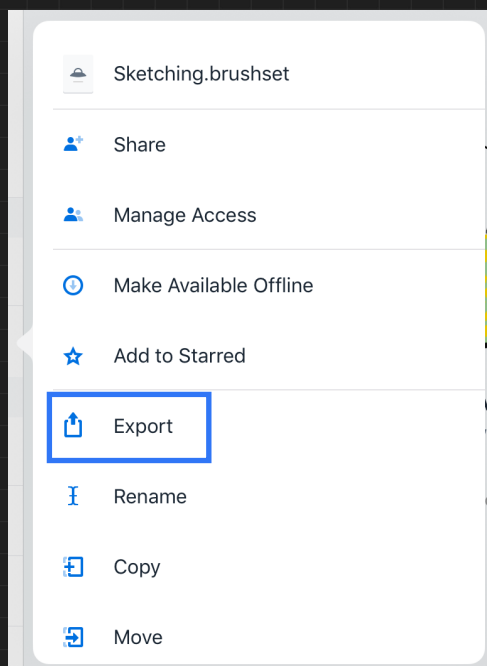 Sketching.brushset
Share
Manage Access
Make Available Offline
Add to Starred
Export
Rename
Copy
Move